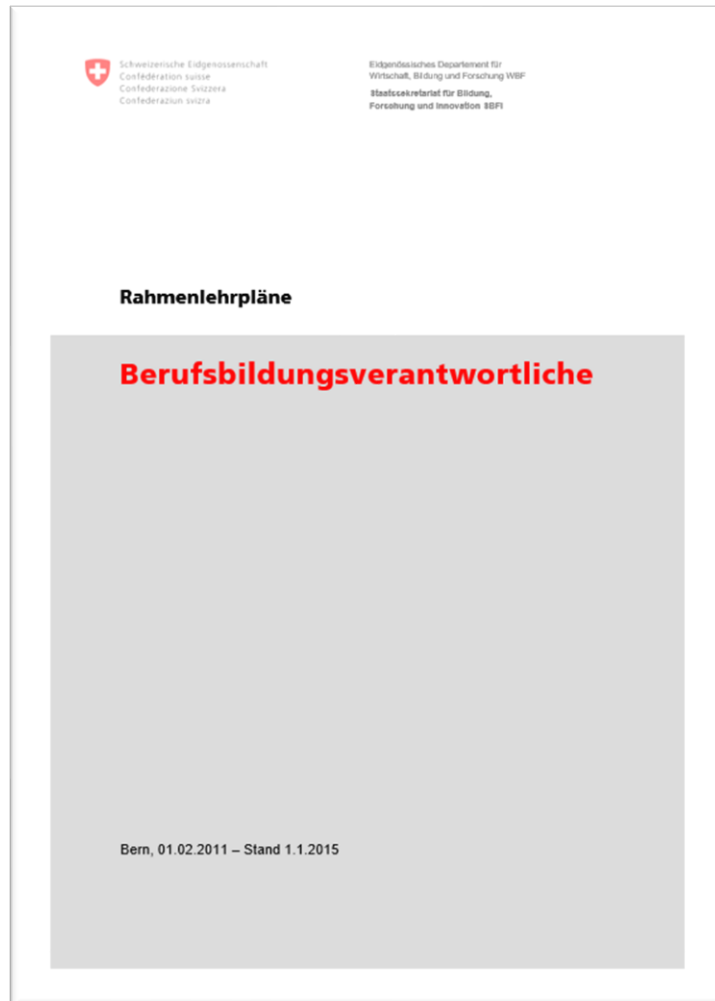 Schweizerische Eidgenossenschaft
Confédération suisse
Confederazione Svizzera
Confederaziun svizra
Eidgenössisches Departement für
Wirtschaft, Bildung und Forschung WBF
Staatssekretariat für Bildung,
Forschung und Innovation SBFI
Rahmenlehrpläne
Berufsbildungsverantwortliche
Bern, 01.02.2011 – Stand 1.1.2015